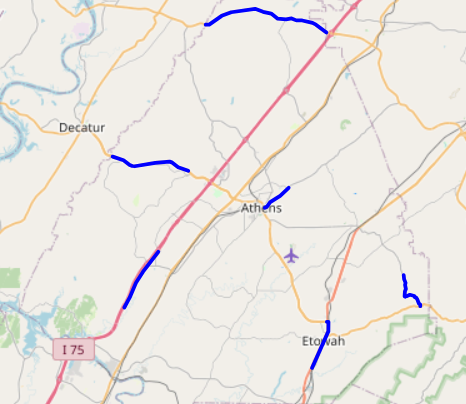 Decatur
Athens
Etowah
I 75